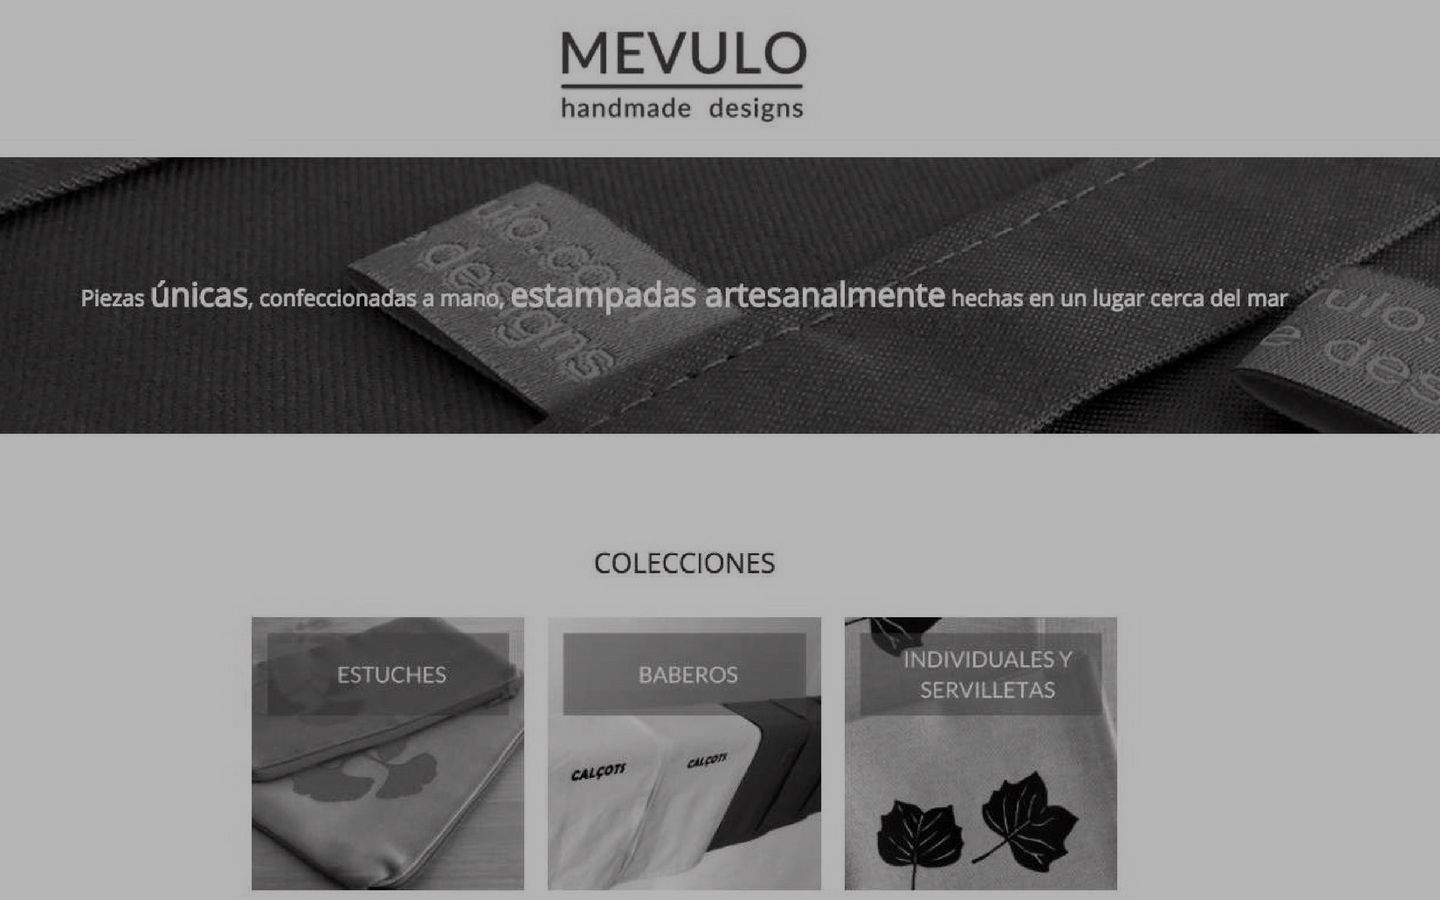 MEVULO
handmade designs
Piezas únicas, confeccionadas a mano, estampadas artesanalmente hechas en un lugar cerca del mar
designs
COLECCIONES
ESTUCHES
BABEROS
INDIVIDUALES Y
SERVILLETAS
CALÇOTS
CALÇOTS